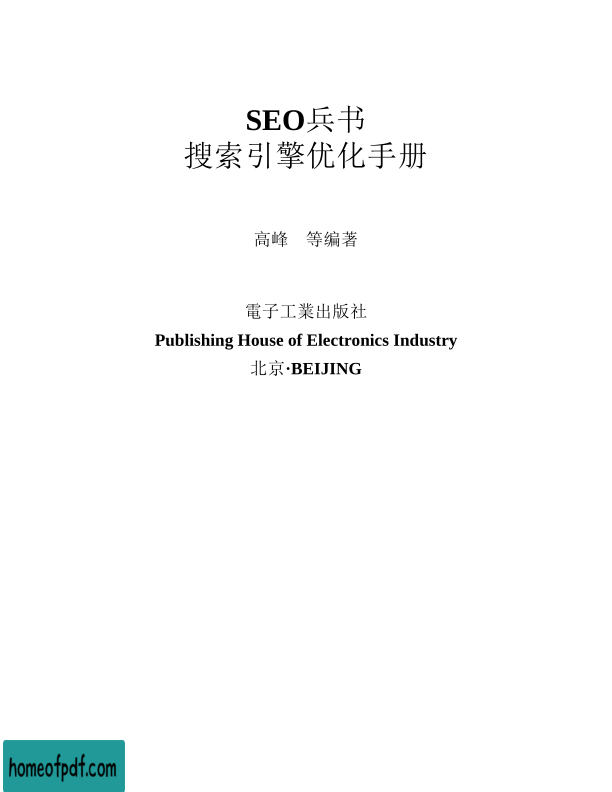 SEO兵书
搜索引擎优化手册
高峰　等编著
電子工業出版社
Publishing House of Electronics Industry
北京·BEIJING
homeofpdf.com